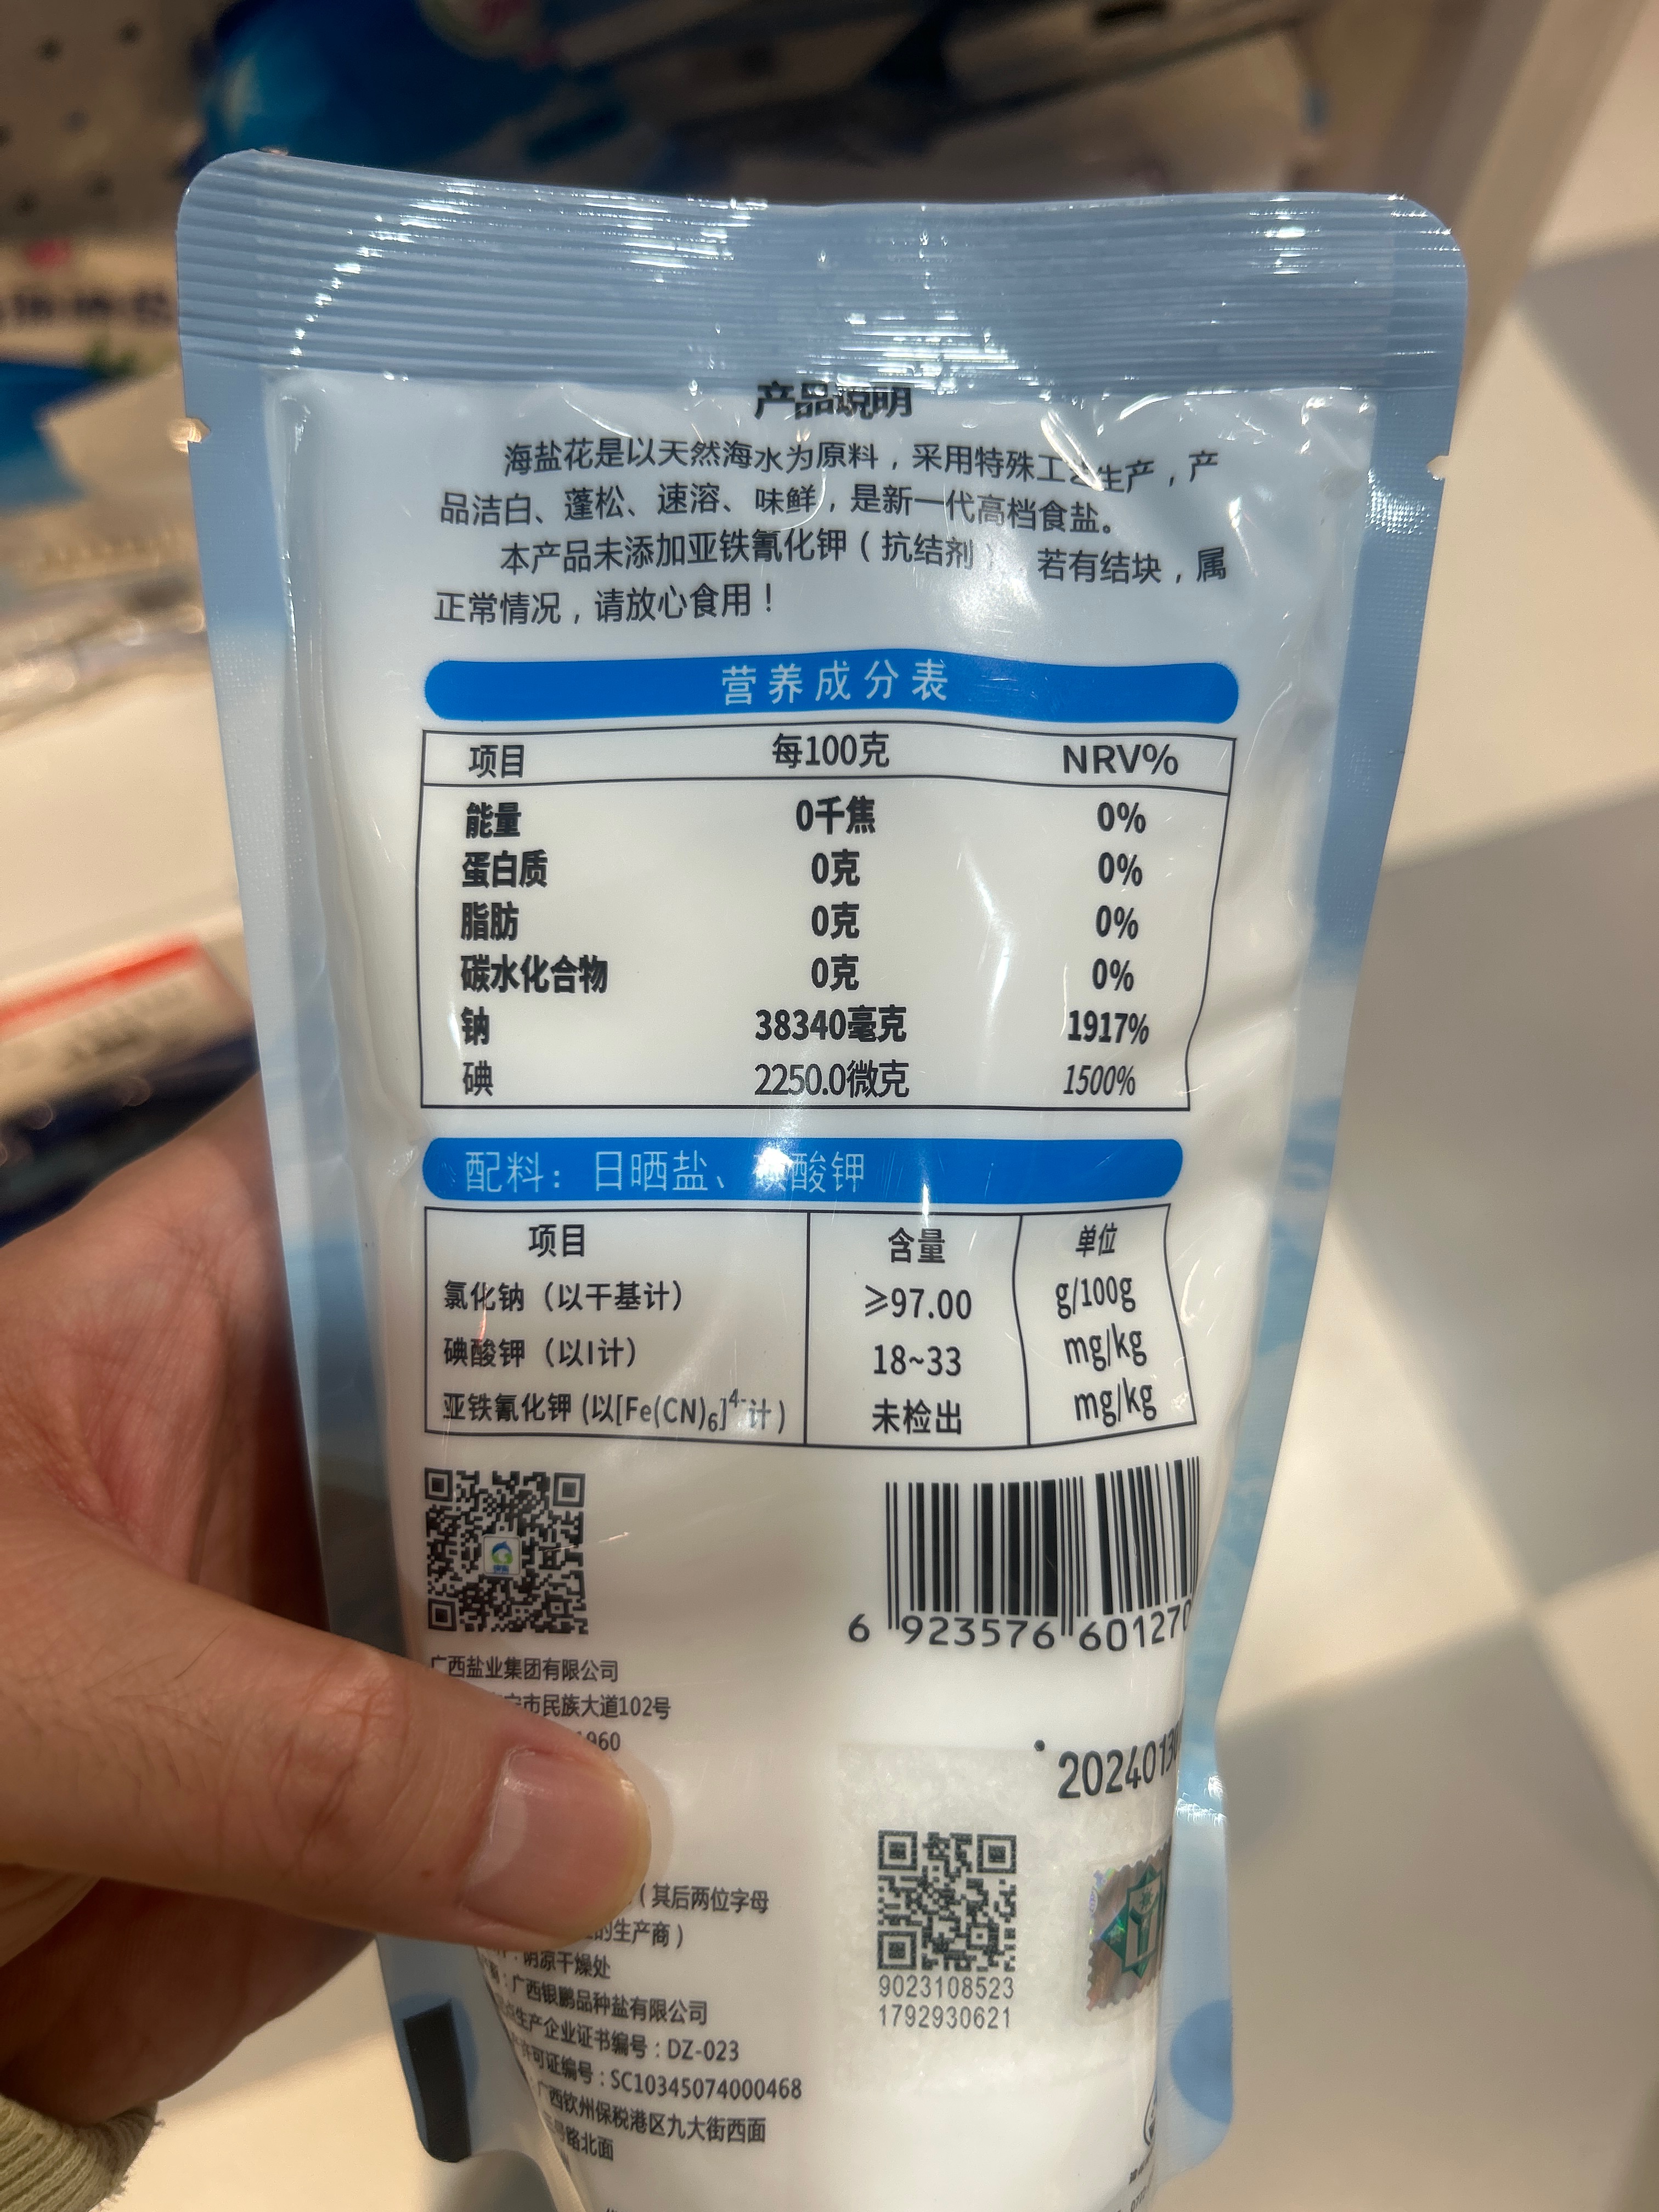 产品说明
海盐花是以天然海水为原料，采用特殊工艺生产，产
品洁白、蓬松、速溶、味鲜，是新一代高档食盐。
本产品未添加亚铁氰化钾（抗结剂） 若有结块，属
正常情况，请放心食用！
营养成分表
项目 每100克 NRV%
能量 0千焦 0%
蛋白质 0克 0%
脂肪 0克 0%
碳水化合物 0克 0%
钠 38340毫克 1917%
碘 2250.0微克 1500%
配料：日晒盐、碘酸钾
项目 含量 单位
氯化钠（以干基计） ≥97.00 g/100g
碘酸钾（以I计） 18~33 mg/kg
亚铁氰化钾 (以[Fe(CN)₆]⁴⁻计) 未检出 mg/kg
6 923576 601270
广西盐业集团有限公司
市民族大道102号
960
20240130
（其后两位字母
的生产商）
：阴凉干燥处
：广西银鹏品种盐有限公司
生产企业证书编号：DZ-023
许可证编号：SC10345074000468
广西钦州保税港区九大街西面
号路北面
9023108523
1792930621